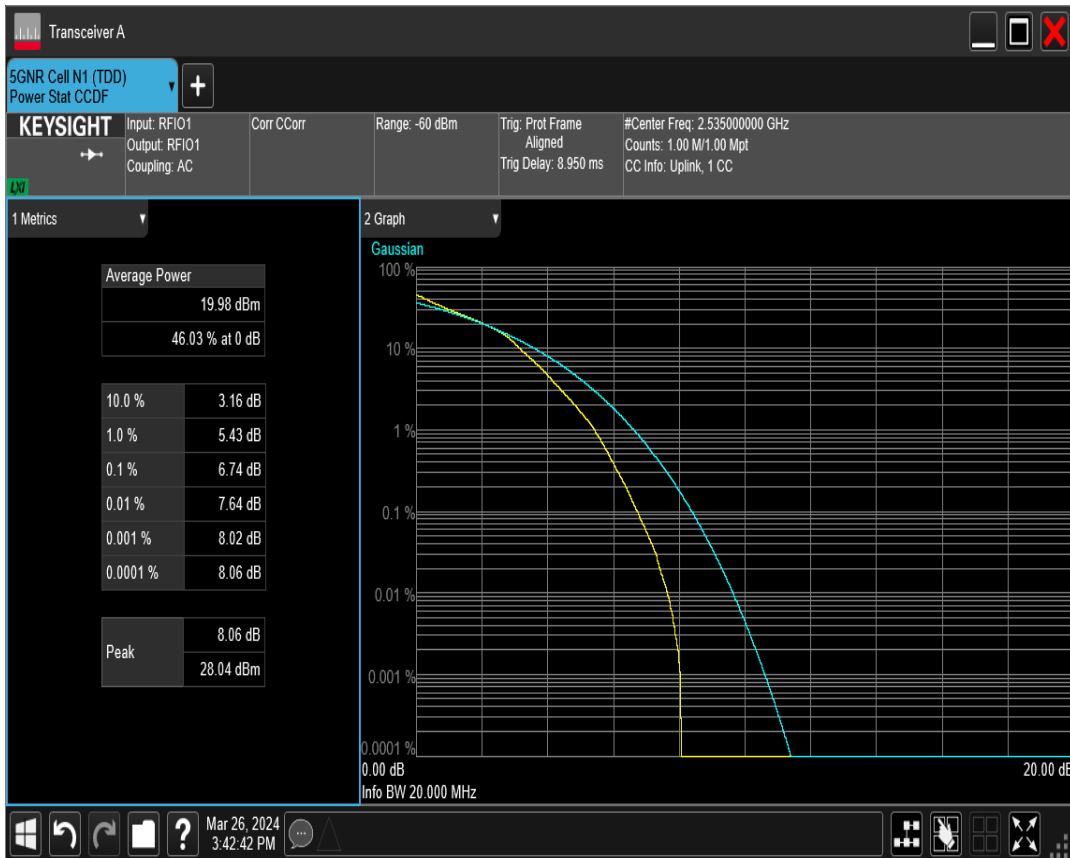 Transceiver A
5GNR Cell N1 (TDD)
Power Stat CCDF
+
KEYSIGHT
LXI
Input: RFIO1
Output: RFIO1
Coupling: AC
Corr CCorr
Range: -60 dBm
Trig: Prot Frame
Aligned
Trig Delay: 8.950 ms
#Center Freq: 2.535000000 GHz
Counts: 1.00 M/1.00 Mpt
CC Info: Uplink, 1 CC
1 Metrics
Average Power
19.98 dBm
46.03 % at 0 dB
10.0 % 3.16 dB
1.0 % 5.43 dB
0.1 % 6.74 dB
0.01 % 7.64 dB
0.001 % 8.02 dB
0.0001 % 8.06 dB
Peak
8.06 dB
28.04 dBm
2 Graph
Gaussian
100 %
10 %
1 %
0.1 %
0.01 %
0.001 %
0.0001 %
0.00 dB 20.00 dB
Info BW 20.000 MHz
?
Mar 26, 2024
3:42:42 PM